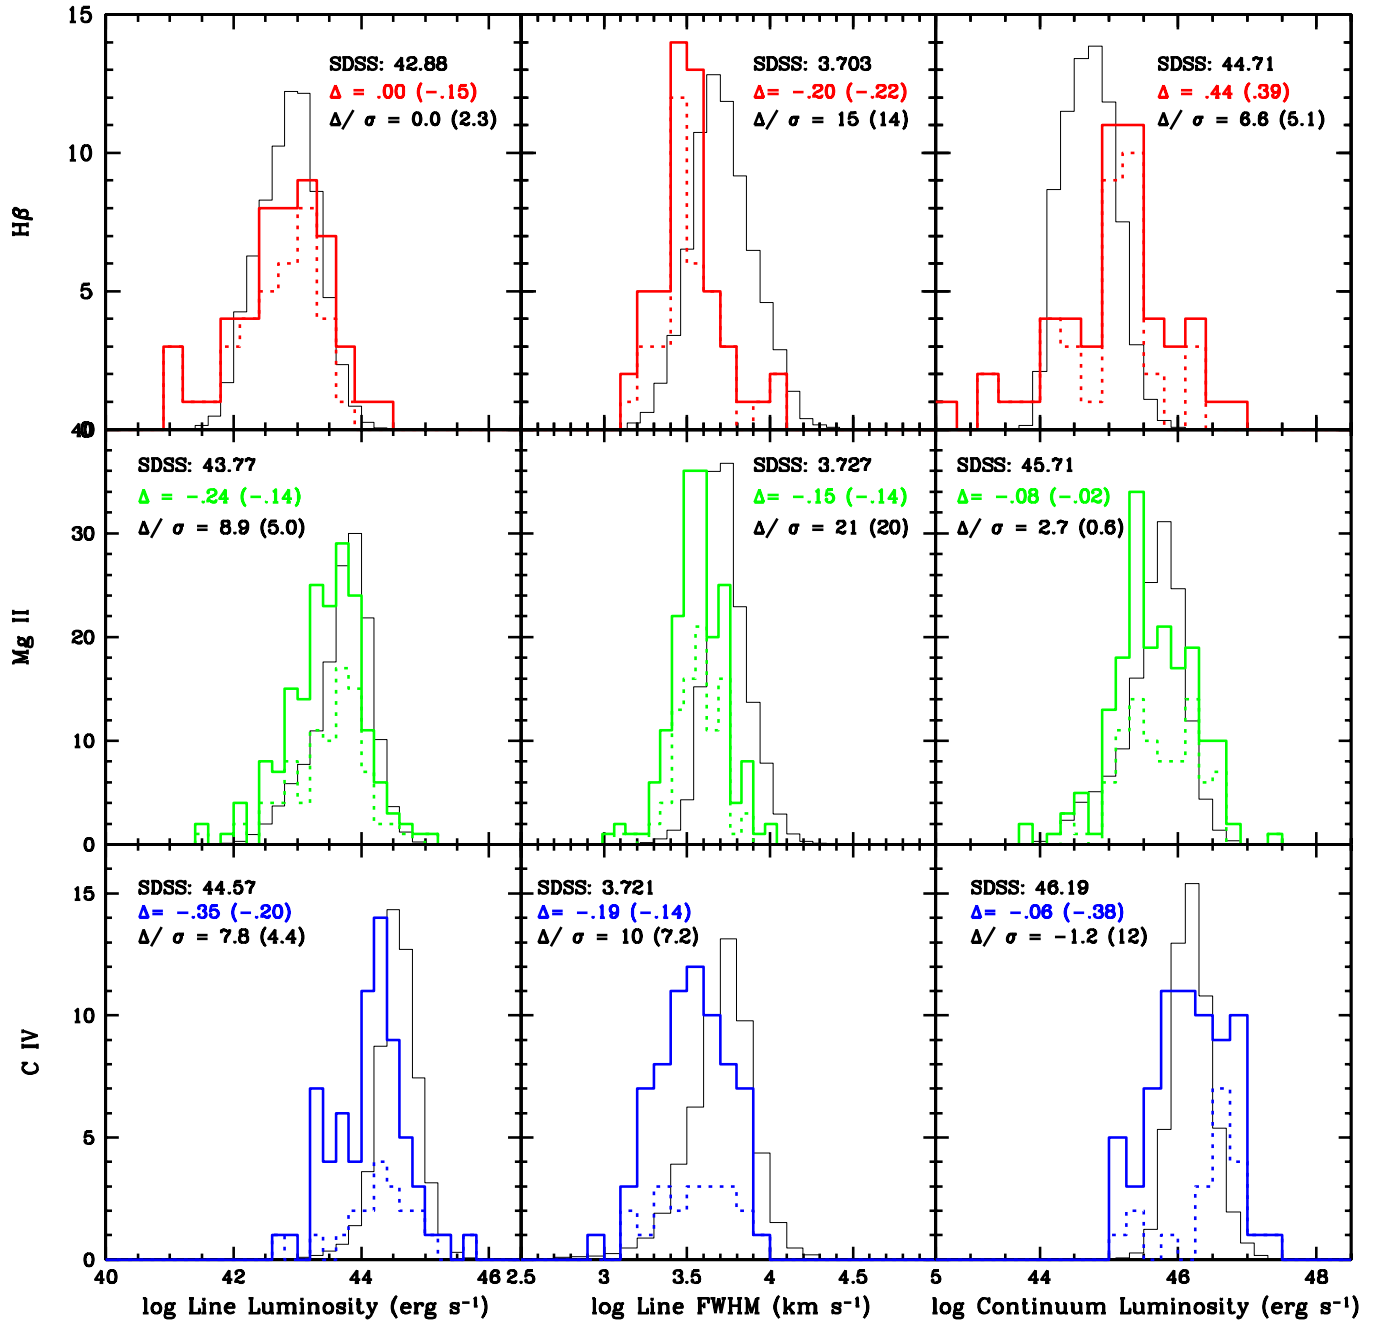 15
10
5
0
40
30
20
10
0
15
10
5
0
Hβ
Mg II
C IV
SDSS: 42.88
Δ = .00 (−.15)
Δ/ σ = 0.0 (2.3)
SDSS: 3.703
Δ= −.20 (−.22)
Δ/ σ = 15 (14)
SDSS: 44.71
Δ = .44 (.39)
Δ/ σ = 6.6 (5.1)
SDSS: 43.77
Δ = −.24 (−.14)
Δ/ σ = 8.9 (5.0)
SDSS: 3.727
Δ= −.15 (−.14)
Δ/ σ = 21 (20)
SDSS: 45.71
Δ= −.08 (−.02)
Δ/ σ = 2.7 (0.6)
SDSS: 44.57
Δ= −.35 (−.20)
Δ/ σ = 7.8 (4.4)
SDSS: 3.721
Δ= −.19 (−.14)
Δ/ σ = 10 (7.2)
SDSS: 46.19
Δ= −.06 (−.38)
Δ/ σ = −1.2 (12)
40 42 44 46 2.5 3 3.5 4 4.5 5 44 46 48
log Line Luminosity (erg s⁻¹)
log Line FWHM (km s⁻¹)
log Continuum Luminosity (erg s⁻¹)